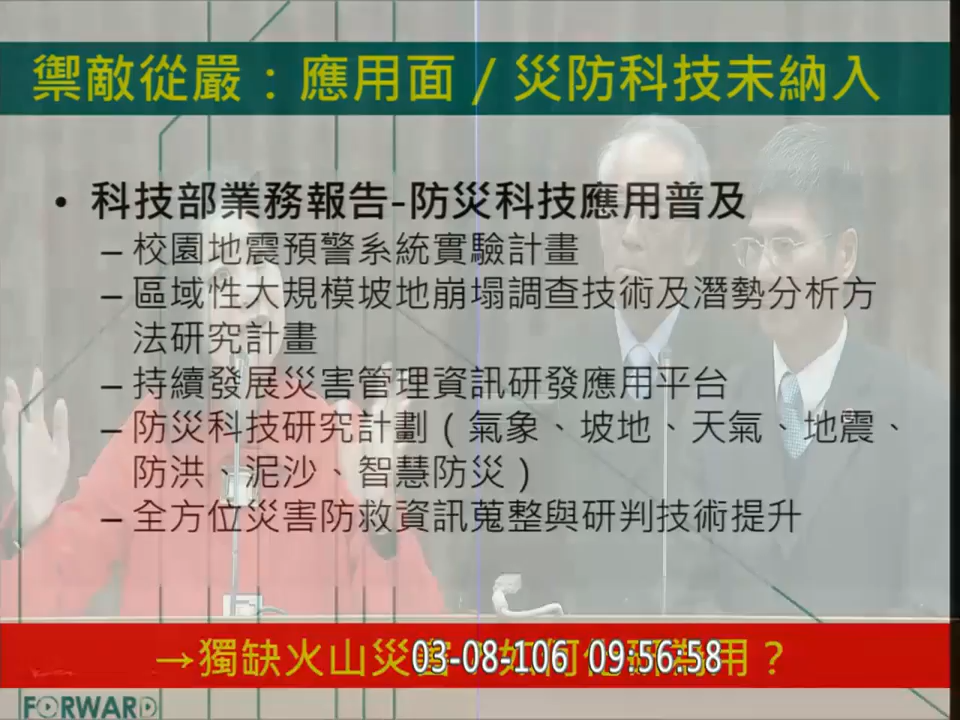 禦敵從嚴：應用面／災防科技未納入
• 科技部業務報告-防災科技應用普及
– 校園地震預警系統實驗計畫
– 區域性大規模坡地崩塌調查技術及潛勢分析方
法研究計畫
– 持續發展災害管理資訊研發應用平台
– 防災科技研究計劃（氣象、坡地、天氣、地震、
防洪、泥沙、智慧防災）
– 全方位災害防救資訊蒐整與研判技術提升
→獨缺火山災 用？
03-08-106 09:56:58
FORWARD